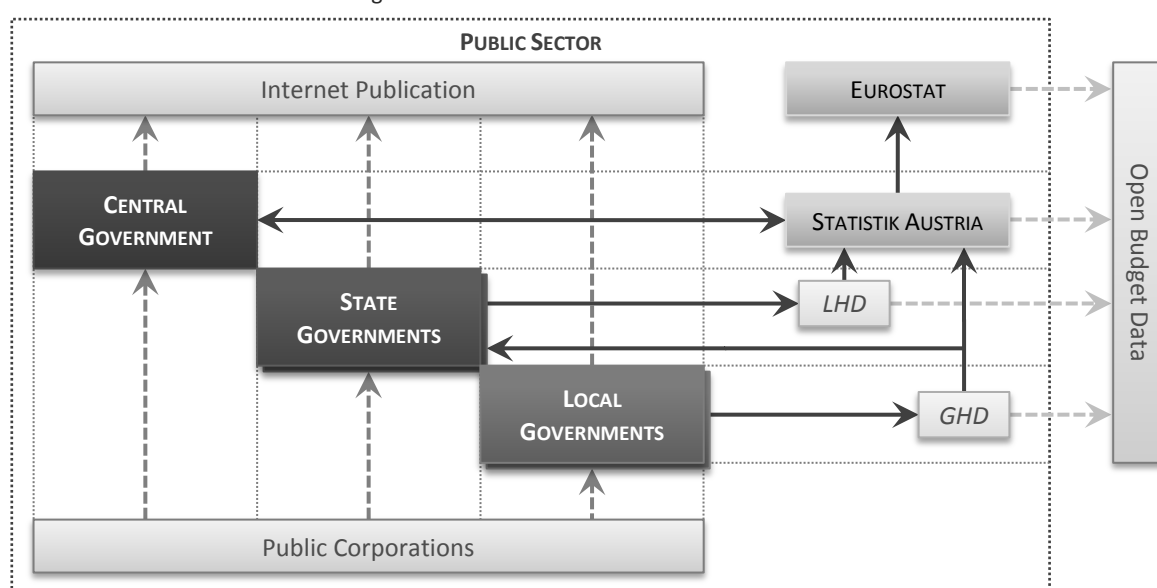 PUBLIC SECTOR
Internet Publication
EUROSTAT
CENTRAL
GOVERNMENT
STATISTIK AUSTRIA
STATE
GOVERNMENTS
LHD
LOCAL
GOVERNMENTS
GHD
Open Budget Data
Public Corporations